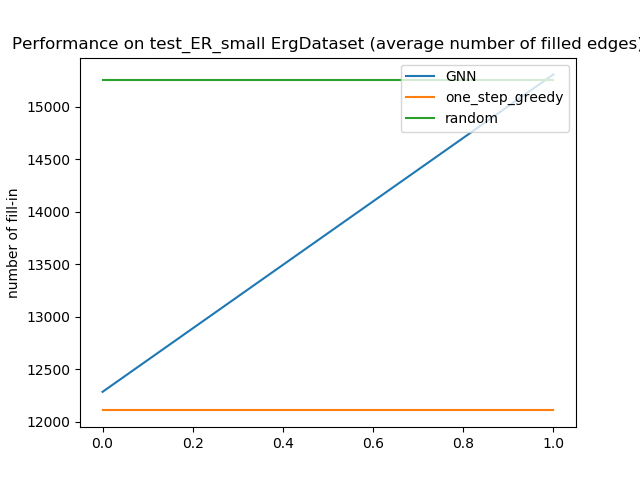 Performance on test_ER_small ErgDataset (average number of filled edges)
GNN
one_step_greedy
random
number of fill-in
15000
14500
14000
13500
13000
12500
12000
0.0 0.2 0.4 0.6 0.8 1.0